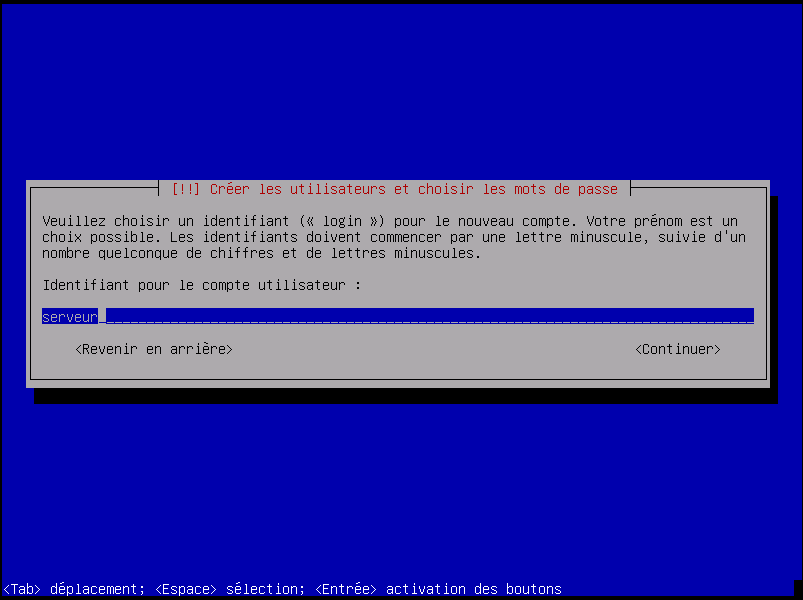 [!!] Créer les utilisateurs et choisir les mots de passe
Veuillez choisir un identifiant (« login ») pour le nouveau compte. Votre prénom est un
choix possible. Les identifiants doivent commencer par une lettre minuscule, suivie d'un
nombre quelconque de chiffres et de lettres minuscules.
Identifiant pour le compte utilisateur :
serveur
<Revenir en arrière> <Continuer>
<Tab> déplacement; <Espace> sélection; <Entrée> activation des boutons